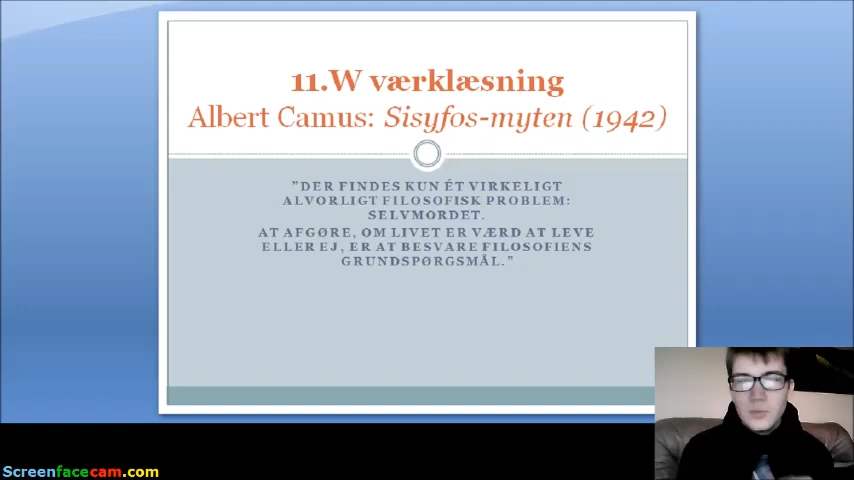 11.W værklæsning
Albert Camus: Sisyfos-myten (1942)
”DER FINDES KUN ÉT VIRKELIGT
ALVORLIGT FILOSOFISK PROBLEM:
SELVMORDET.
AT AFGØRE, OM LIVET ER VÆRD AT LEVE
ELLER EJ, ER AT BESVARE FILOSOFIENS
GRUNDSPØRGSMÅL.”
Screenfacecam.com